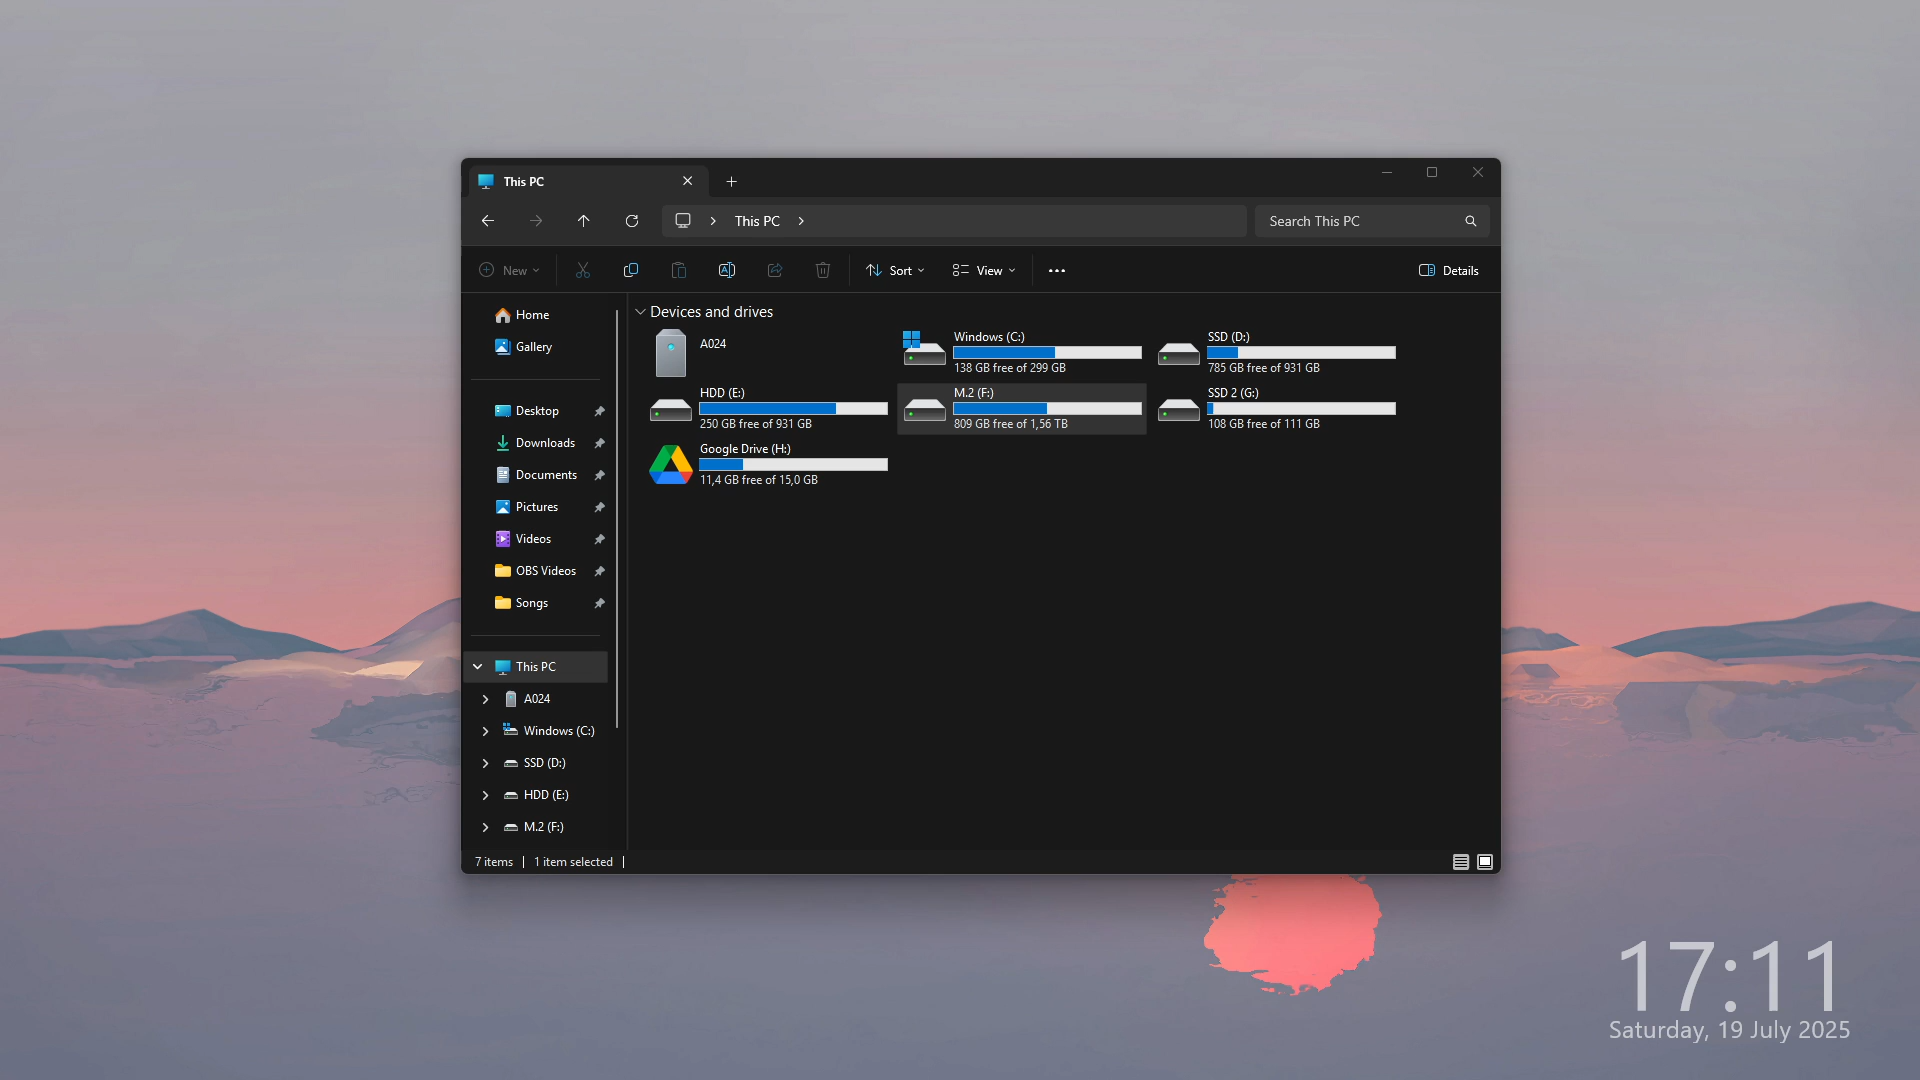 This PC
This PC
Search This PC
New
Sort
View
Details
Home
Gallery
Desktop
Downloads
Documents
Pictures
Videos
OBS Videos
Songs
This PC
A024
Windows (C:)
SSD (D:)
HDD (E:)
M.2 (F:)
Devices and drives
A024
Windows (C:)
138 GB free of 299 GB
SSD (D:)
785 GB free of 931 GB
HDD (E:)
250 GB free of 931 GB
M.2 (F:)
809 GB free of 1,56 TB
SSD 2 (G:)
108 GB free of 111 GB
Google Drive (H:)
11,4 GB free of 15,0 GB
7 items
1 item selected
17:11
Saturday, 19 July 2025